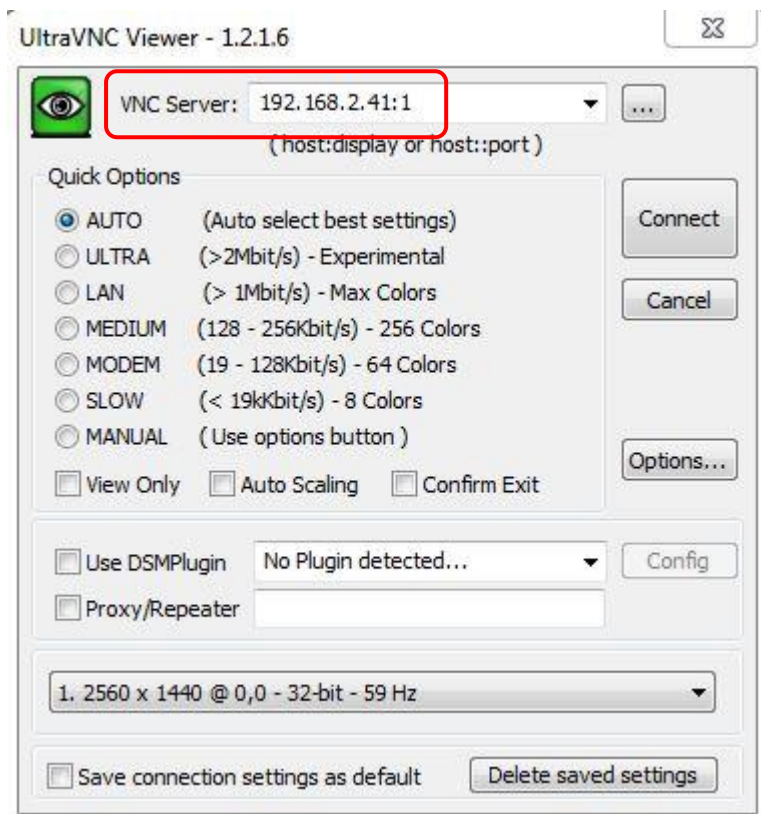 UltraVNC Viewer - 1.2.1.6
VNC Server: 192.168.2.41:1 ...
( host:display or host::port )
Quick Options
AUTO (Auto select best settings)
Connect
ULTRA (>2Mbit/s) - Experimental
LAN (> 1Mbit/s) - Max Colors
Cancel
MEDIUM (128 - 256Kbit/s) - 256 Colors
MODEM (19 - 128Kbit/s) - 64 Colors
SLOW (< 19kKbit/s) - 8 Colors
MANUAL ( Use options button )
Options...
View Only Auto Scaling Confirm Exit
Use DSMPlugin No Plugin detected... Config
Proxy/Repeater
1. 2560 x 1440 @ 0,0 - 32-bit - 59 Hz
Save connection settings as default Delete saved settings